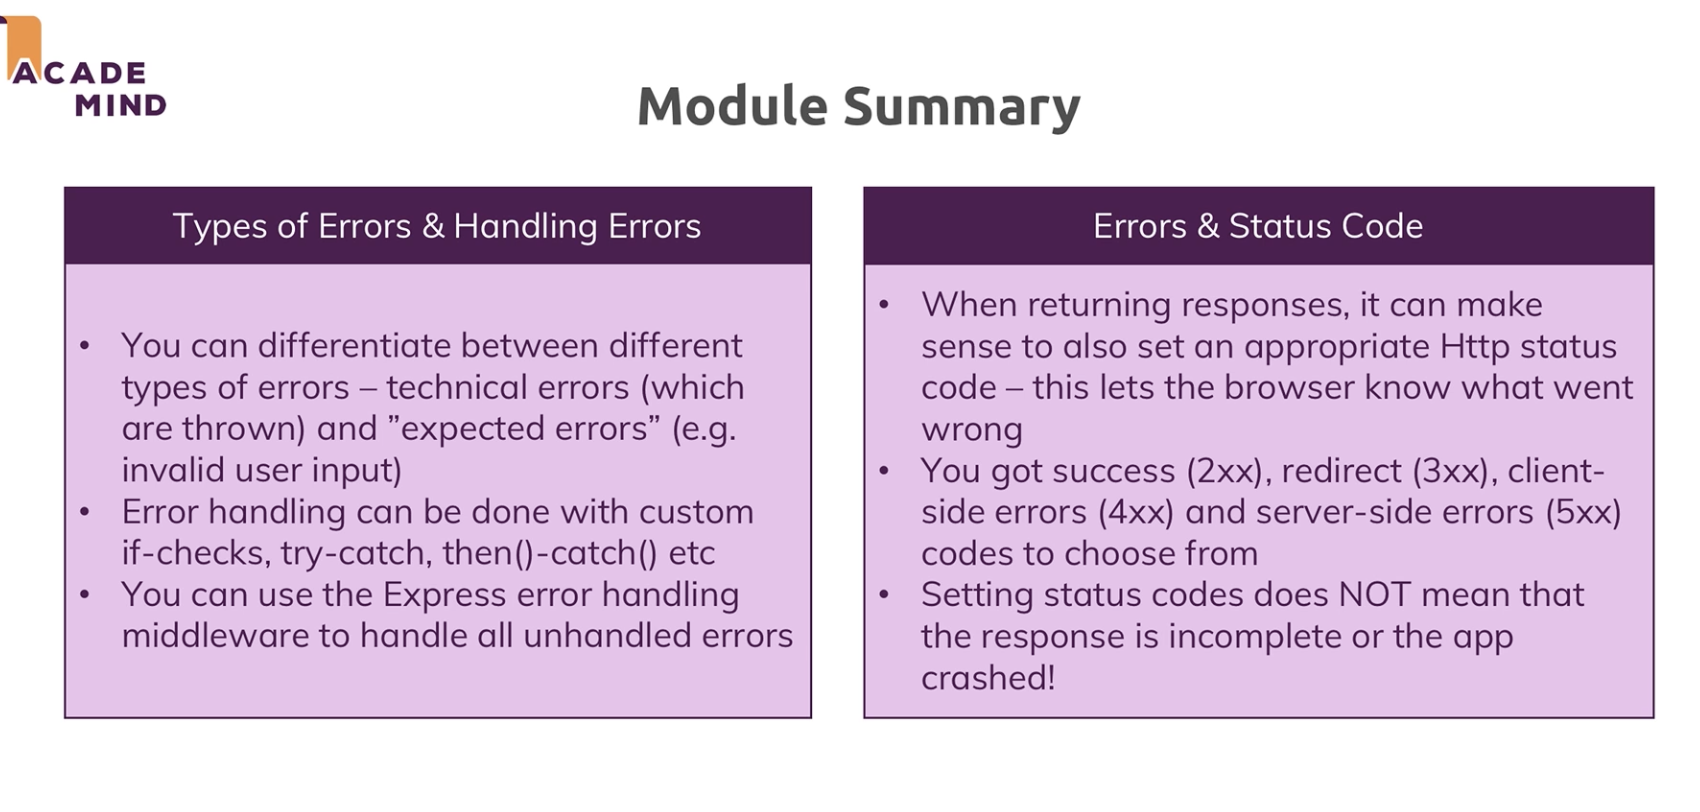 ACADE
MIND
Module Summary
Types of Errors & Handling Errors
• You can differentiate between different
types of errors – technical errors (which
are thrown) and ”expected errors” (e.g.
invalid user input)
• Error handling can be done with custom
if-checks, try-catch, then()-catch() etc
• You can use the Express error handling
middleware to handle all unhandled errors
Errors & Status Code
• When returning responses, it can make
sense to also set an appropriate Http status
code – this lets the browser know what went
wrong
• You got success (2xx), redirect (3xx), client-
side errors (4xx) and server-side errors (5xx)
codes to choose from
• Setting status codes does NOT mean that
the response is incomplete or the app
crashed!